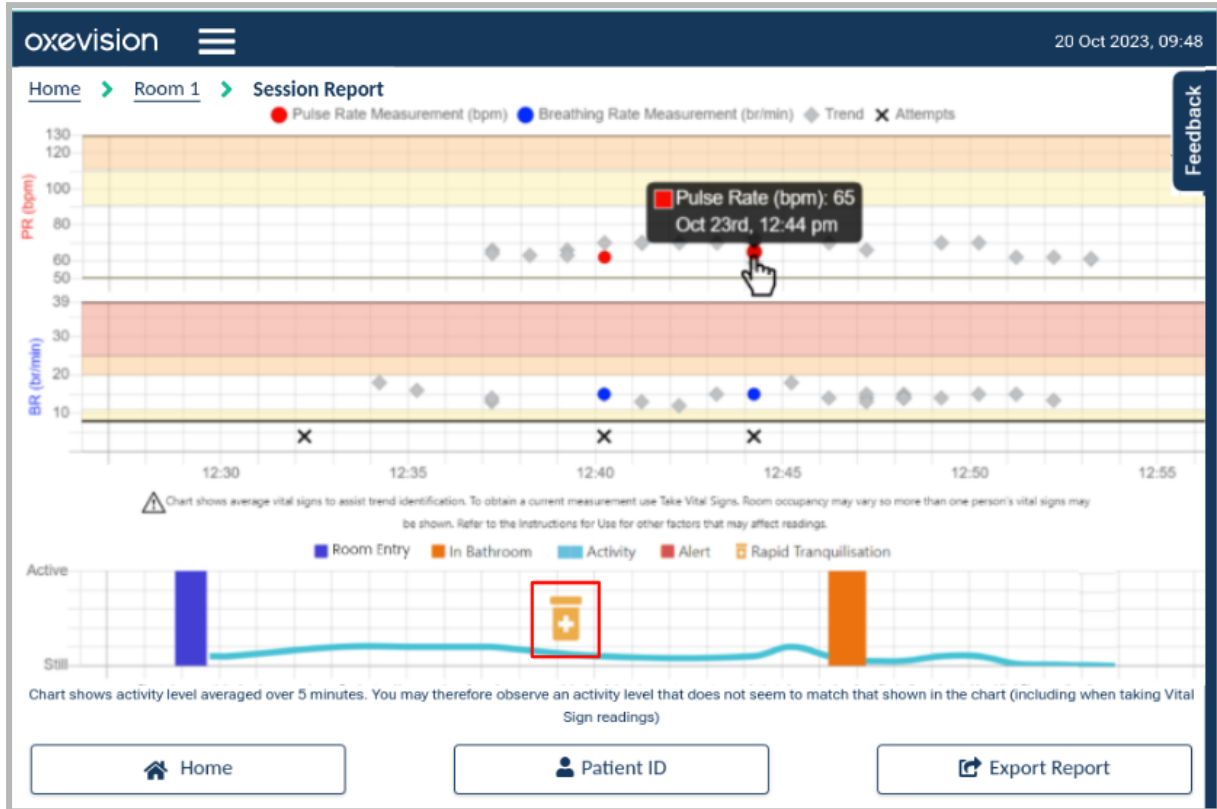 oxevision
20 Oct 2023, 09:48
Home > Room 1 > Session Report
Feedback
Pulse Rate Measurement (bpm) Breathing Rate Measurement (br/min) Trend Attempts
PR (bpm)
130
120
100
80
60
50
Pulse Rate (bpm): 65
Oct 23rd, 12:44 pm
BR (br/min)
39
30
20
10
12:30 12:35 12:40 12:45 12:50 12:55
Chart shows average vital signs to assist trend identification. To obtain a current measurement use Take Vital Signs. Room occupancy may vary so more than one person's vital signs may
be shown. Refer to the Instructions for Use for other factors that may affect readings.
Room Entry In Bathroom Activity Alert Rapid Tranquilisation
Active
Still
Chart shows activity level averaged over 5 minutes. You may therefore observe an activity level that does not seem to match that shown in the chart (including when taking Vital
Sign readings)
Home Patient ID Export Report